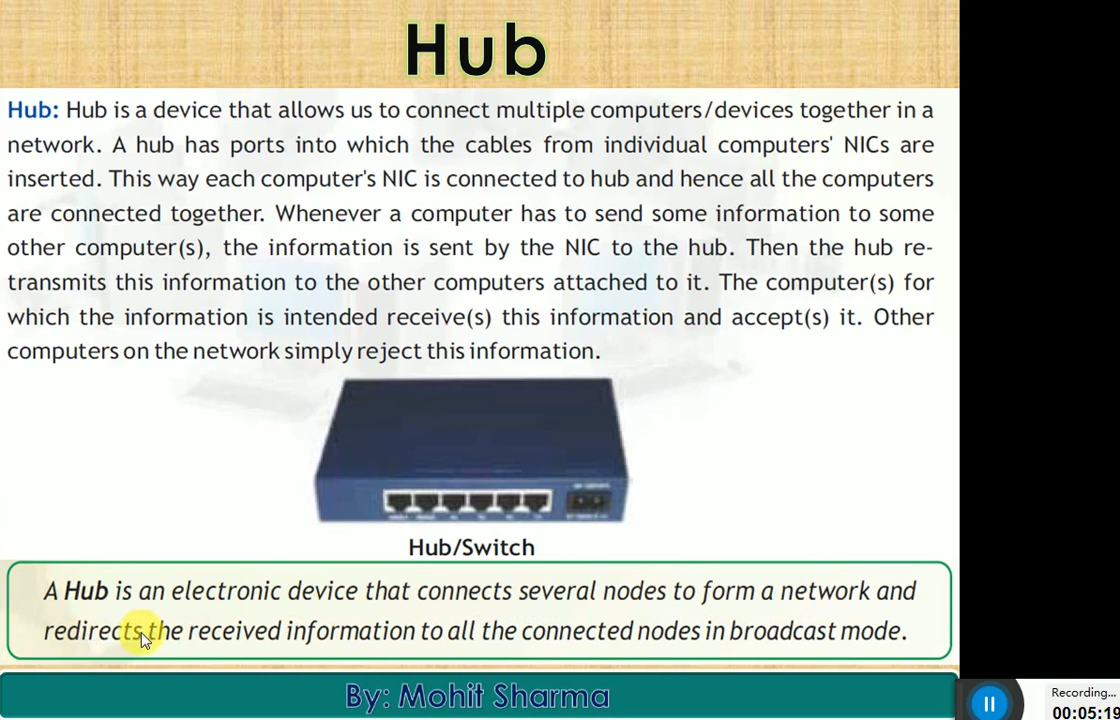 Hub
Hub: Hub is a device that allows us to connect multiple computers/devices together in a
network. A hub has ports into which the cables from individual computers' NICs are
inserted. This way each computer's NIC is connected to hub and hence all the computers
are connected together. Whenever a computer has to send some information to some
other computer(s), the information is sent by the NIC to the hub. Then the hub re-
transmits this information to the other computers attached to it. The computer(s) for
which the information is intended receive(s) this information and accept(s) it. Other
computers on the network simply reject this information.
Hub/Switch
A Hub is an electronic device that connects several nodes to form a network and
redirects the received information to all the connected nodes in broadcast mode.
By: Mohit Sharma
Recording...
00:05:19